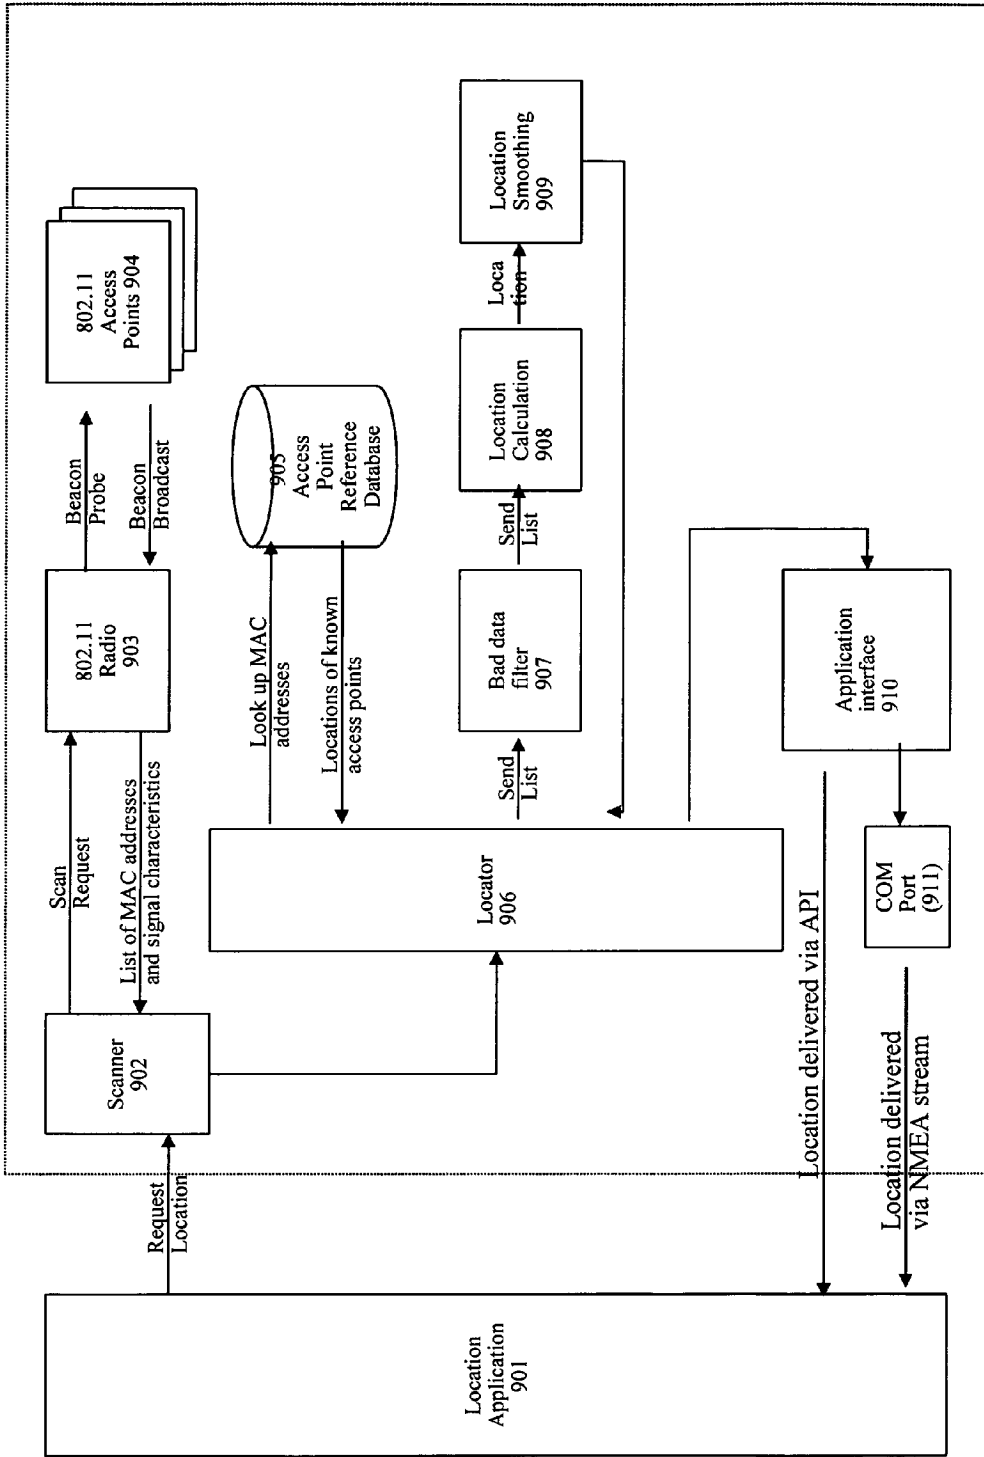 Location
Application
901
Request
Location
Scanner
902
Scan
Request
List of MAC addresses
and signal characteristics
802.11
Radio
903
Beacon
Probe
Beacon
Broadcast
802.11
Access
Points 904
Look up MAC
addresses
Locations of known
access points
905
Access
Point
Reference
Database
Locator
906
Send
List
Bad data
filter
907
Send
List
Location
Calculation
908
Loca
tion
Location
Smoothing
909
Application
interface
910
COM
Port
(911)
Location delivered via API
Location delivered
via NMEA stream